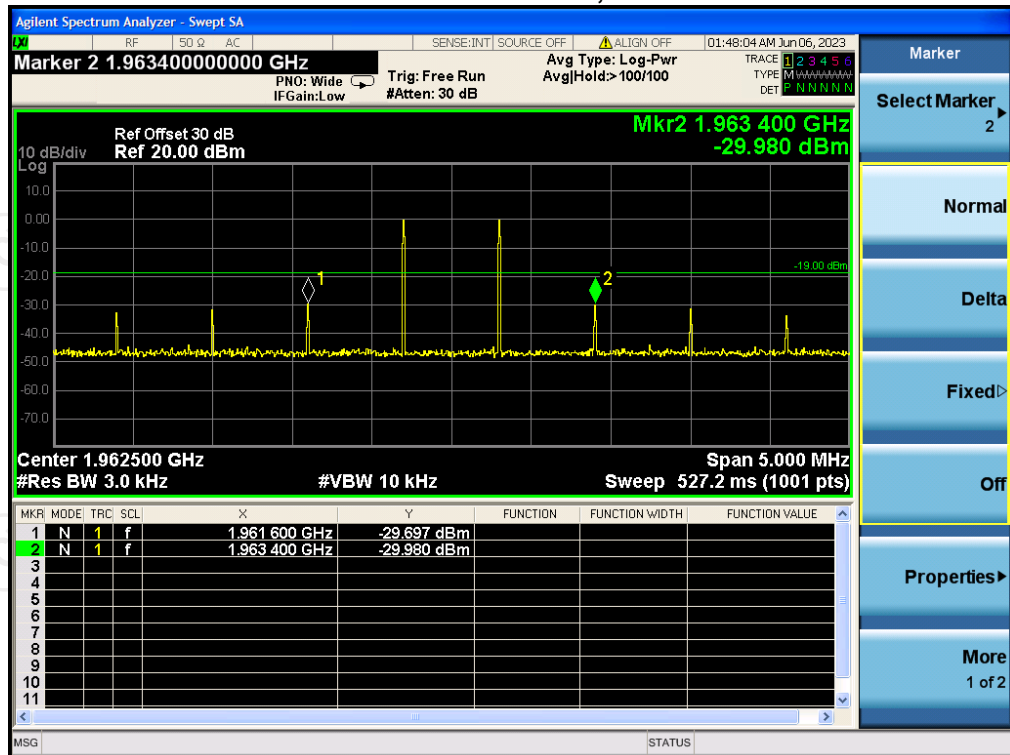 Agilent Spectrum Analyzer - Swept SA
LXI RF 50 Ω AC SENSE:INT SOURCE OFF ALIGN OFF 01:48:04 AM Jun 06, 2023
Marker 2 1.963400000000 GHz
PNO: Wide
IFGain:Low
Trig: Free Run
#Atten: 30 dB
Avg Type: Log-Pwr
Avg|Hold:>100/100
TRACE 1 2 3 4 5 6
TYPE M WWWWW
DET P N N N N N
Ref Offset 30 dB
10 dB/div Ref 20.00 dBm
Log
Mkr2 1.963 400 GHz
-29.980 dBm
10.0
0.00
-10.0
-20.0
-30.0
-40.0
-50.0
-60.0
-70.0
-19.00 dBm
1
2
Center 1.962500 GHz Span 5.000 MHz
#Res BW 3.0 kHz #VBW 10 kHz Sweep 527.2 ms (1001 pts)
MKR MODE TRC SCL X Y FUNCTION FUNCTION WIDTH FUNCTION VALUE
1 N 1 f 1.961 600 GHz -29.697 dBm
2 N 1 f 1.963 400 GHz -29.980 dBm
3
4
5
6
7
8
9
10
11
MSG STATUS
Marker
Select Marker
2
Normal
Delta
Fixed
Off
Properties
More
1 of 2